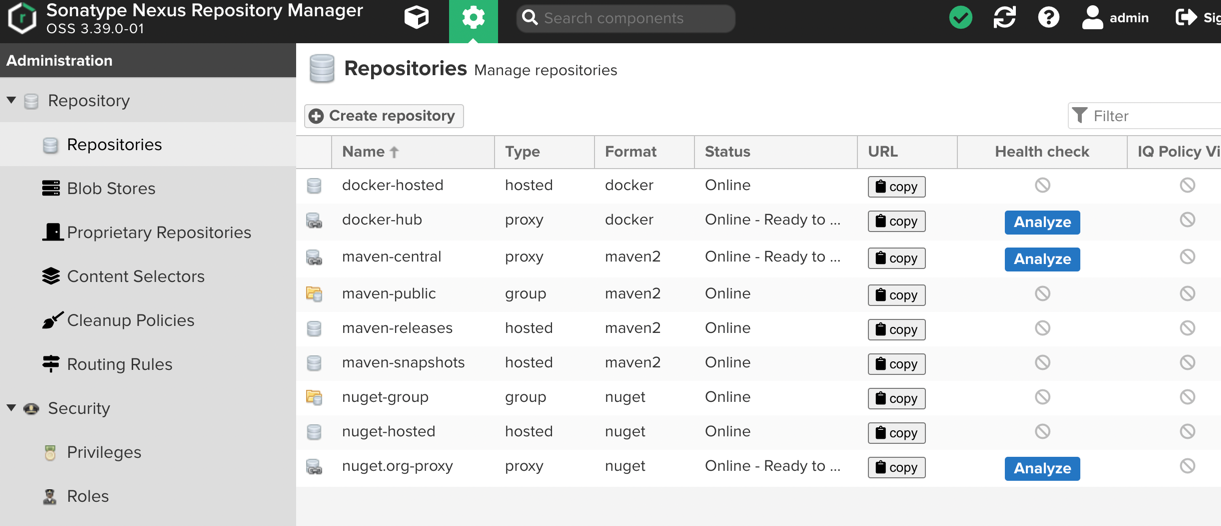 Sonatype Nexus Repository Manager
OSS 3.39.0-01
Search components
admin
Sig
Administration
Repository
Repositories
Blob Stores
Proprietary Repositories
Content Selectors
Cleanup Policies
Routing Rules
Security
Privileges
Roles
Repositories Manage repositories
Create repository
Filter
Name Type Format Status URL Health check IQ Policy Vi
docker-hosted hosted docker Online copy
docker-hub proxy docker Online - Ready to ... copy Analyze
maven-central proxy maven2 Online - Ready to ... copy Analyze
maven-public group maven2 Online copy
maven-releases hosted maven2 Online copy
maven-snapshots hosted maven2 Online copy
nuget-group group nuget Online copy
nuget-hosted hosted nuget Online copy
nuget.org-proxy proxy nuget Online - Ready to ... copy Analyze